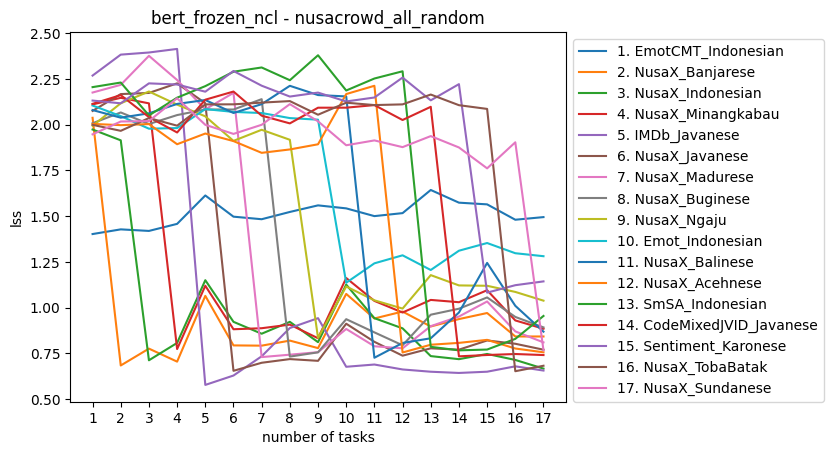 bert_frozen_ncl - nusacrowd_all_random
lss
2.50
2.25
2.00
1.75
1.50
1.25
1.00
0.75
0.50
1 2 3 4 5 6 7 8 9 10 11 12 13 14 15 16 17
number of tasks
1. EmotCMT_Indonesian
2. NusaX_Banjarese
3. NusaX_Indonesian
4. NusaX_Minangkabau
5. IMDb_Javanese
6. NusaX_Javanese
7. NusaX_Madurese
8. NusaX_Buginese
9. NusaX_Ngaju
10. Emot_Indonesian
11. NusaX_Balinese
12. NusaX_Acehnese
13. SmSA_Indonesian
14. CodeMixedJVID_Javanese
15. Sentiment_Karonese
16. NusaX_TobaBatak
17. NusaX_Sundanese